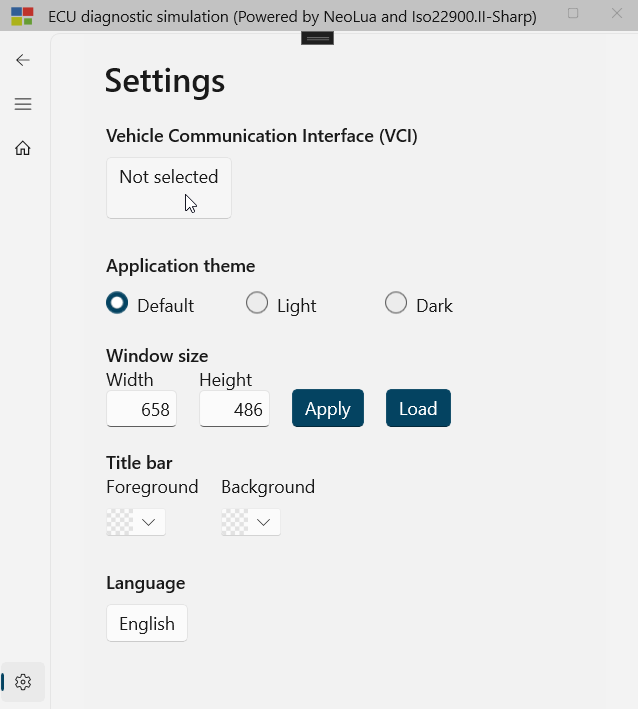 ECU diagnostic simulation (Powered by NeoLua and Iso22900.II-Sharp)
Settings
Vehicle Communication Interface (VCI)
Not selected
Application theme
Default Light Dark
Window size
Width Height
658 486 Apply Load
Title bar
Foreground Background
Language
English